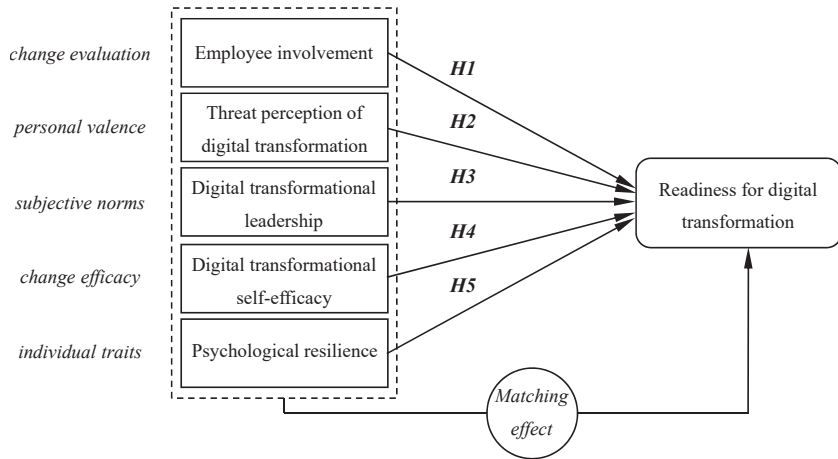 change evaluation
Employee involvement
H1
personal valence
Threat perception of
digital transformation
H2
subjective norms
Digital transformational
leadership
H3
Readiness for digital
transformation
change efficacy
Digital transformational
self-efficacy
H4
individual traits
Psychological resilience
H5
Matching
effect